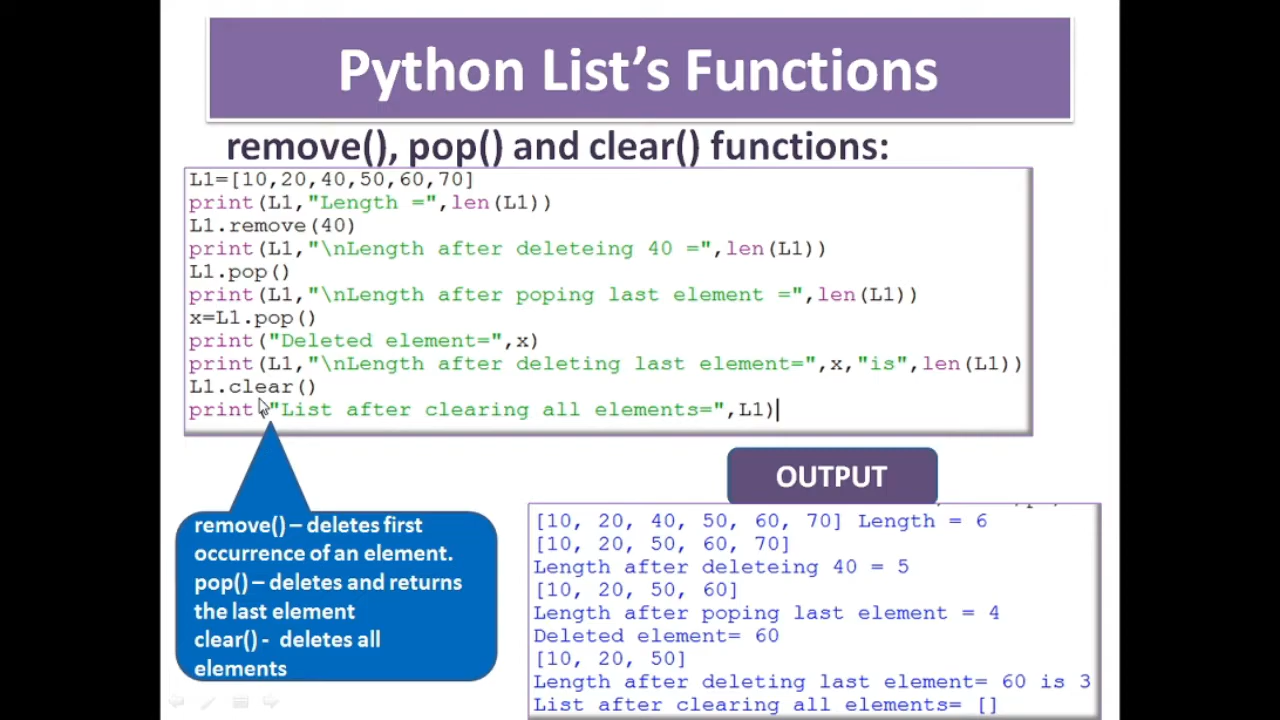 Python List's Functions
remove(), pop() and clear() functions:
L1=[10,20,40,50,60,70]
print(L1,"Length =",len(L1))
L1.remove(40)
print(L1,"\nLength after deleteing 40 =",len(L1))
L1.pop()
print(L1,"\nLength after poping last element =",len(L1))
x=L1.pop()
print("Deleted element=",x)
print(L1,"\nLength after deleting last element=",x,"is",len(L1))
L1.clear()
print("List after clearing all elements=",L1)
remove() – deletes first
occurrence of an element.
pop() – deletes and returns
the last element
clear() - deletes all
elements
OUTPUT
[10, 20, 40, 50, 60, 70] Length = 6
[10, 20, 50, 60, 70]
Length after deleteing 40 = 5
[10, 20, 50, 60]
Length after poping last element = 4
Deleted element= 60
[10, 20, 50]
Length after deleting last element= 60 is 3
List after clearing all elements= []